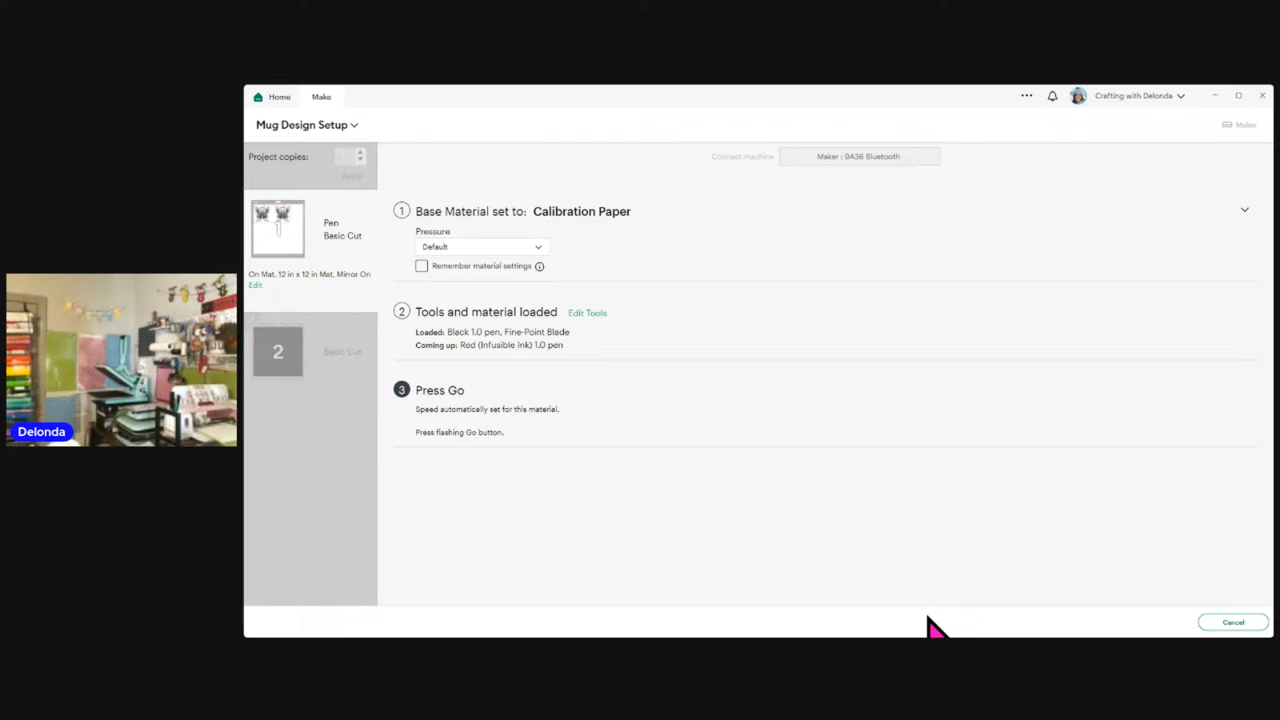 Home
Make
Crafting with Delonda
Mug Design Setup
Maker
Project copies:
Apply
Connect machine
Maker : 9A36 Bluetooth
Pen
Basic Cut
On Mat, 12 in x 12 in Mat, Mirror On
Edit
2
Basic Cut
1 Base Material set to: Calibration Paper
Pressure
Default
Remember material settings
2 Tools and material loaded Edit Tools
Loaded: Black 1.0 pen, Fine-Point Blade
Coming up: Red (Infusible Ink) 1.0 pen
3 Press Go
Speed automatically set for this material.
Press flashing Go button.
Cancel
Delonda